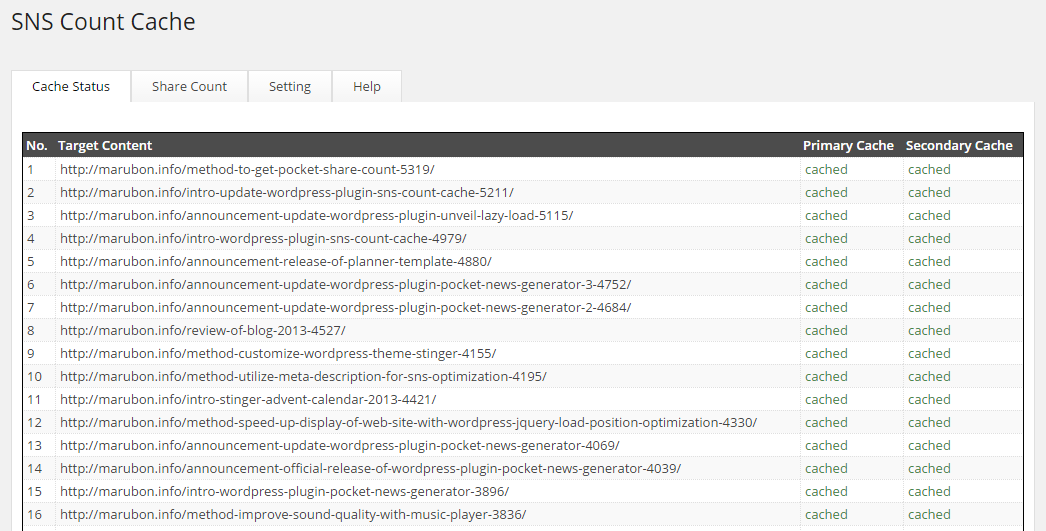 SNS Count Cache
Cache Status Share Count Setting Help
No. Target Content Primary Cache Secondary Cache
1 http://marubon.info/method-to-get-pocket-share-count-5319/ cached cached
2 http://marubon.info/intro-update-wordpress-plugin-sns-count-cache-5211/ cached cached
3 http://marubon.info/announcement-update-wordpress-plugin-unveil-lazy-load-5115/ cached cached
4 http://marubon.info/intro-wordpress-plugin-sns-count-cache-4979/ cached cached
5 http://marubon.info/announcement-release-of-planner-template-4880/ cached cached
6 http://marubon.info/announcement-update-wordpress-plugin-pocket-news-generator-3-4752/ cached cached
7 http://marubon.info/announcement-update-wordpress-plugin-pocket-news-generator-2-4684/ cached cached
8 http://marubon.info/review-of-blog-2013-4527/ cached cached
9 http://marubon.info/method-customize-wordpress-theme-stinger-4155/ cached cached
10 http://marubon.info/method-utilize-meta-description-for-sns-optimization-4195/ cached cached
11 http://marubon.info/intro-stinger-advent-calendar-2013-4421/ cached cached
12 http://marubon.info/method-speed-up-display-of-web-site-with-wordpress-jquery-load-position-optimization-4330/ cached cached
13 http://marubon.info/announcement-update-wordpress-plugin-pocket-news-generator-4069/ cached cached
14 http://marubon.info/announcement-official-release-of-wordpress-plugin-pocket-news-generator-4039/ cached cached
15 http://marubon.info/intro-wordpress-plugin-pocket-news-generator-3896/ cached cached
16 http://marubon.info/method-improve-sound-quality-with-music-player-3836/ cached cached